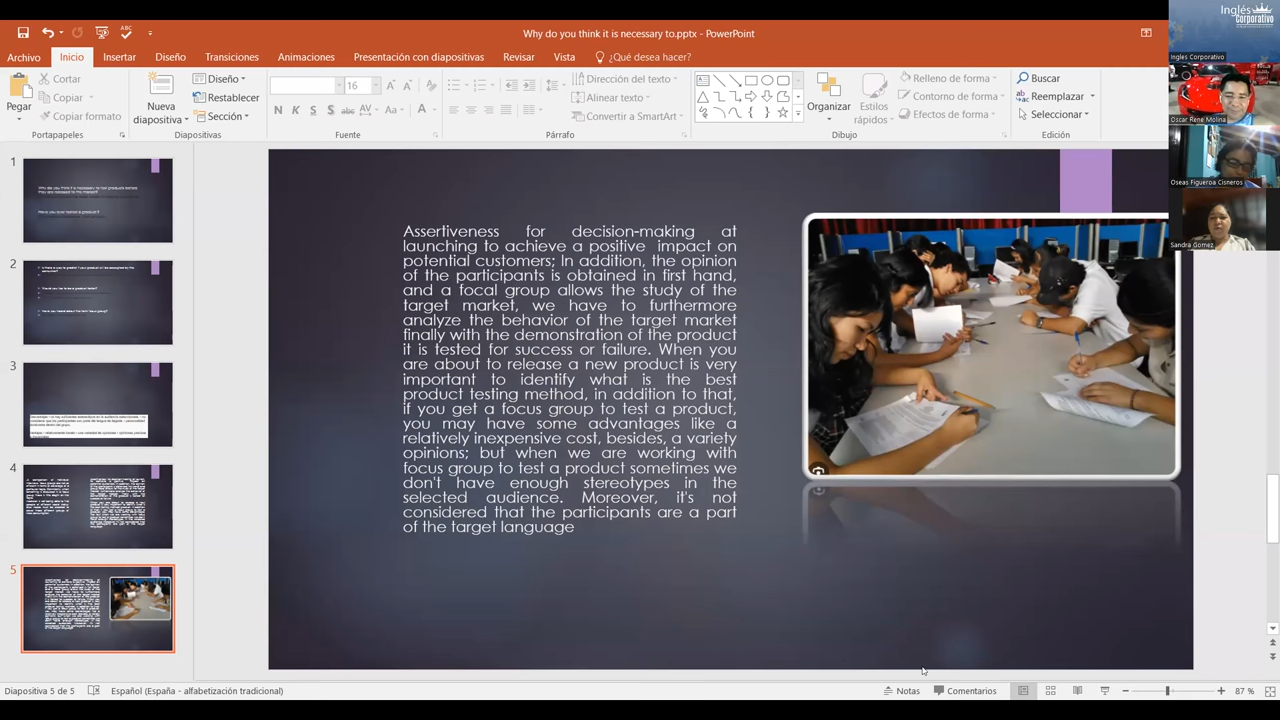 Why do you think it is necessary to.pptx - PowerPoint
Archivo
Inicio
Insertar
Diseño
Transiciones
Animaciones
Presentación con diapositivas
Revisar
Vista
¿Qué desea hacer?
Pegar
Cortar
Copiar
Copiar formato
Portapapeles
Nueva
diapositiva
Diseño
Restablecer
Sección
Diapositivas
16
N K S S abc AV Aa A
Fuente
Dirección del texto
Alinear texto
Convertir a SmartArt
Párrafo
Organizar
Estilos
rápidos
Relleno de forma
Contorno de forma
Efectos de forma
Dibujo
Buscar
Reemplazar
Seleccionar
Edición
Inglés
Corporativo
Ingles Corporativo
Oscar Rene Molina
Oseas Figueroa Cisneros
Sandra Gomez
1
2
3
4
5
Assertiveness for decision-making at
launching to achieve a positive impact on
potential customers; In addition, the opinion
of the participants is obtained in first hand,
and a focal group allows the study of the
target market, we have to furthermore
analyze the behavior of the target market
finally with the demonstration of the product
it is tested for success or failure. When you
are about to release a new product is very
important to identify what is the best
product testing method, in addition to that,
if you get a focus group to test a product,
you may have some advantages like a
relatively inexpensive cost, besides, a variety
opinions; but when we are working with
focus group to test a product sometimes we
don't have enough stereotypes in the
selected audience. Moreover, it's not
considered that the participants are a part
of the target language
Diapositiva 5 de 5
Español (España - alfabetización tradicional)
Notas
Comentarios
87 %